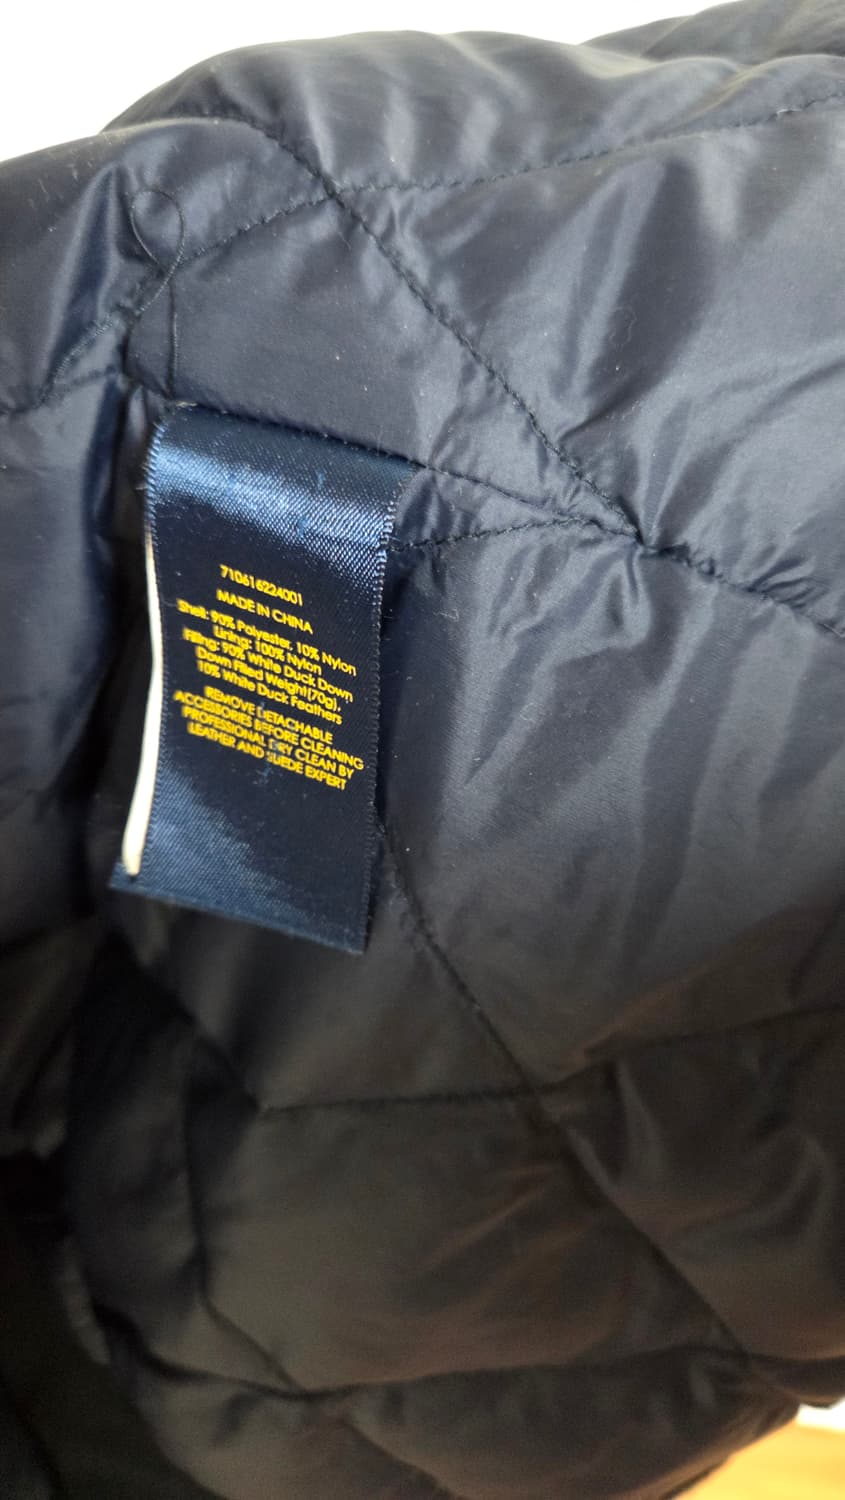 710616224001
MADE IN CHINA
Shell: 90% Polyester, 10% Nylon
Lining: 100% Nylon
Filling: 90% White Duck Down
Down Filled Weight(70g),
10% White Duck Feathers
REMOVE DETACHABLE
ACCESSORIES BEFORE CLEANING
PROFESSIONAL DRY CLEAN BY
LEATHER AND SUEDE EXPERT